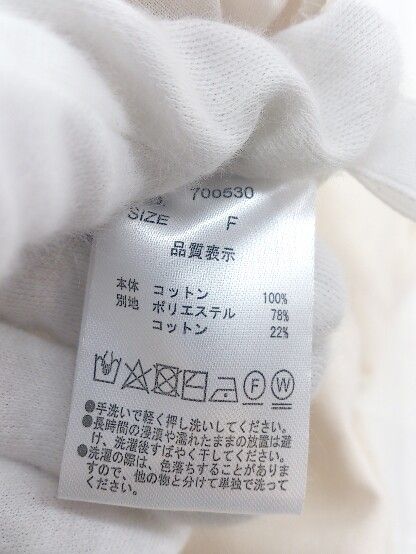 700530
SIZE F
品質表示
本体 コットン 100%
別地 ポリエステル 78%
コットン 22%
F W
●手洗いで軽く押し洗いしてください。
●長時間の浸漬や濡れたままの放置は避
け、洗濯後すばやく干してください。
●洗濯の際は、色落ちすることがありま
すので、他の物と分けて単独で洗って
ください。